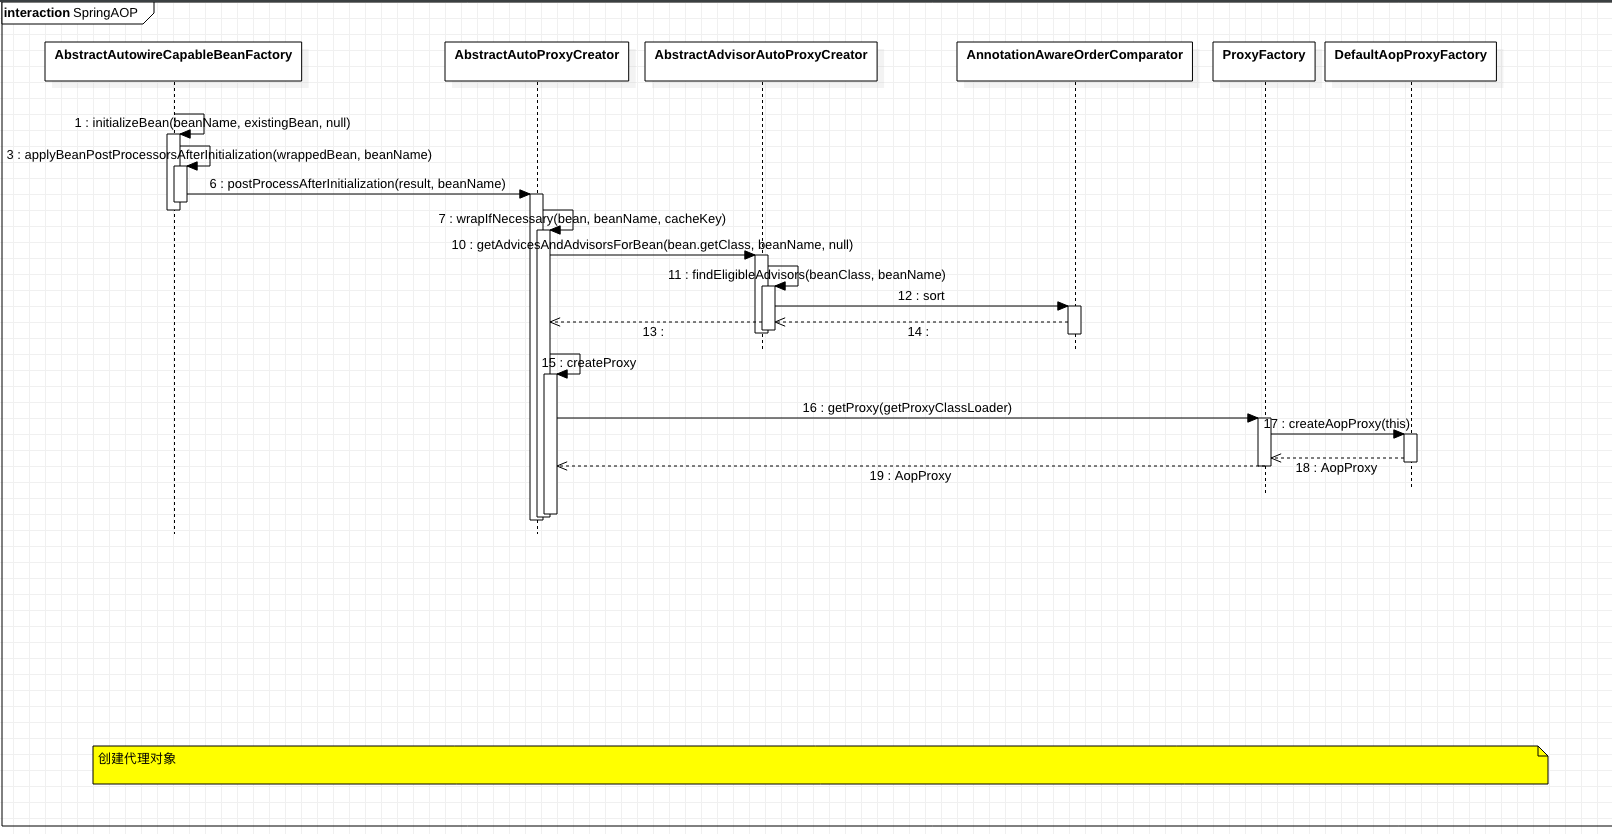 interaction SpringAOP
AbstractAutowireCapableBeanFactory
AbstractAutoProxyCreator
AbstractAdvisorAutoProxyCreator
AnnotationAwareOrderComparator
ProxyFactory
DefaultAopProxyFactory
1 : initializeBean(beanName, existingBean, null)
3 : applyBeanPostProcessorsAfterInitialization(wrappedBean, beanName)
6 : postProcessAfterInitialization(result, beanName)
7 : wrapIfNecessary(bean, beanName, cacheKey)
10 : getAdvicesAndAdvisorsForBean(bean.getClass, beanName, null)
11 : findEligibleAdvisors(beanClass, beanName)
12 : sort
13 :
14 :
15 : createProxy
16 : getProxy(getProxyClassLoader)
17 : createAopProxy(this)
18 : AopProxy
19 : AopProxy
创建代理对象